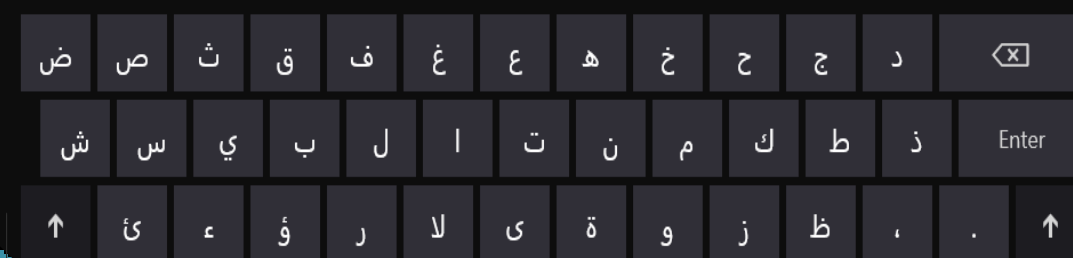 ض ص ث ق ف غ ع ه خ ح ج د
ش س ي ب ل ا ت ن م ك ط ذ Enter
ئ ء ؤ ر لا ى ة و ز ظ ، .